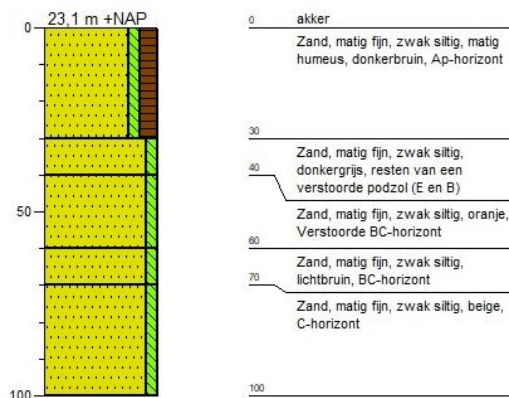 23,1 m +NAP
0
50
100
0
akker
Zand, matig fijn, zwak siltig, matig
humeus, donkerbruin, Ap-horizont
30
Zand, matig fijn, zwak siltig,
donkergrijs, resten van een
verstoorde podzol (E en B)
40
Zand, matig fijn, zwak siltig, oranje,
Verstoorde BC-horizont
60
Zand, matig fijn, zwak siltig,
lichtbruin, BC-horizont
70
Zand, matig fijn, zwak siltig, beige,
C-horizont
100